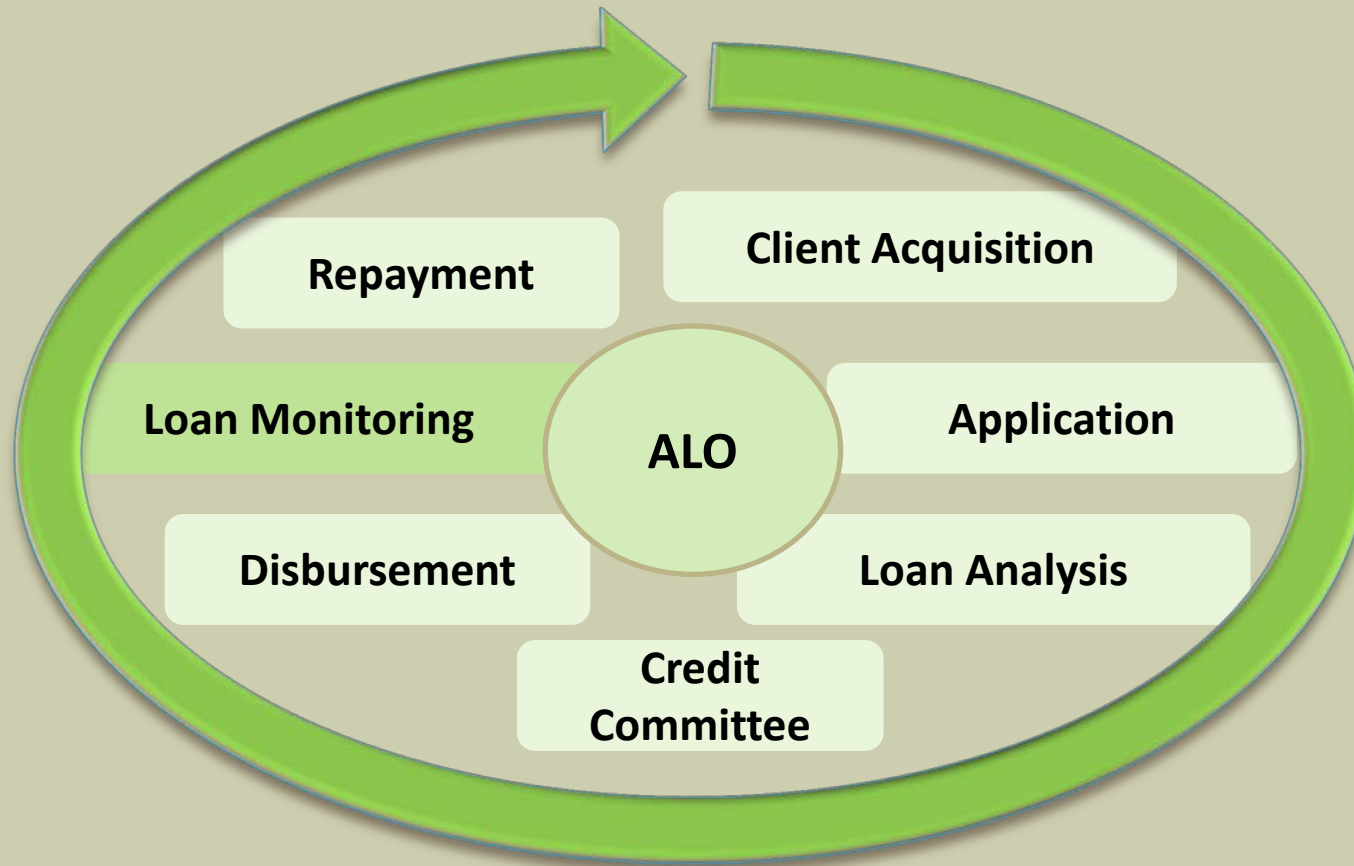 Client Acquisition
Repayment
Loan Monitoring
Application
ALO
Disbursement
Loan Analysis
Credit
Committee